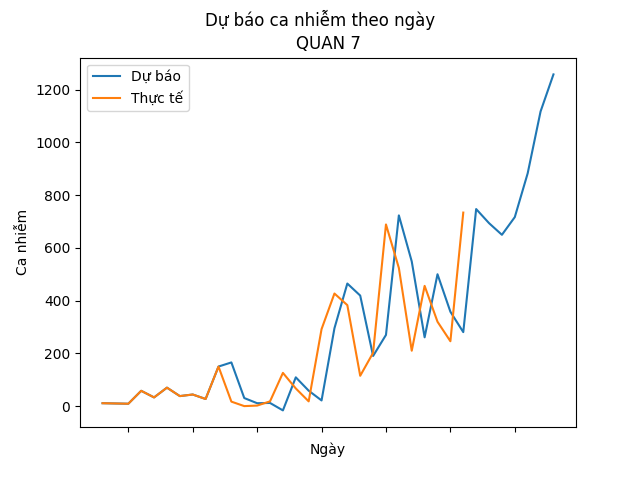 Dự báo ca nhiễm theo ngày
QUAN 7
Dự báo
Thực tế
1200
1000
800
600
400
200
0
Ca nhiễm
Ngày